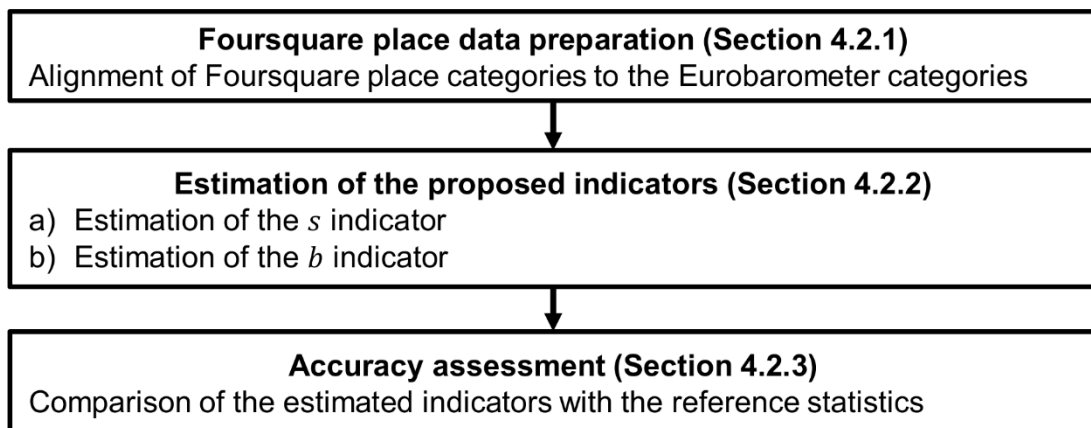 Foursquare place data preparation (Section 4.2.1)
Alignment of Foursquare place categories to the Eurobarometer categories
Estimation of the proposed indicators (Section 4.2.2)
a) Estimation of the s indicator
b) Estimation of the b indicator
Accuracy assessment (Section 4.2.3)
Comparison of the estimated indicators with the reference statistics